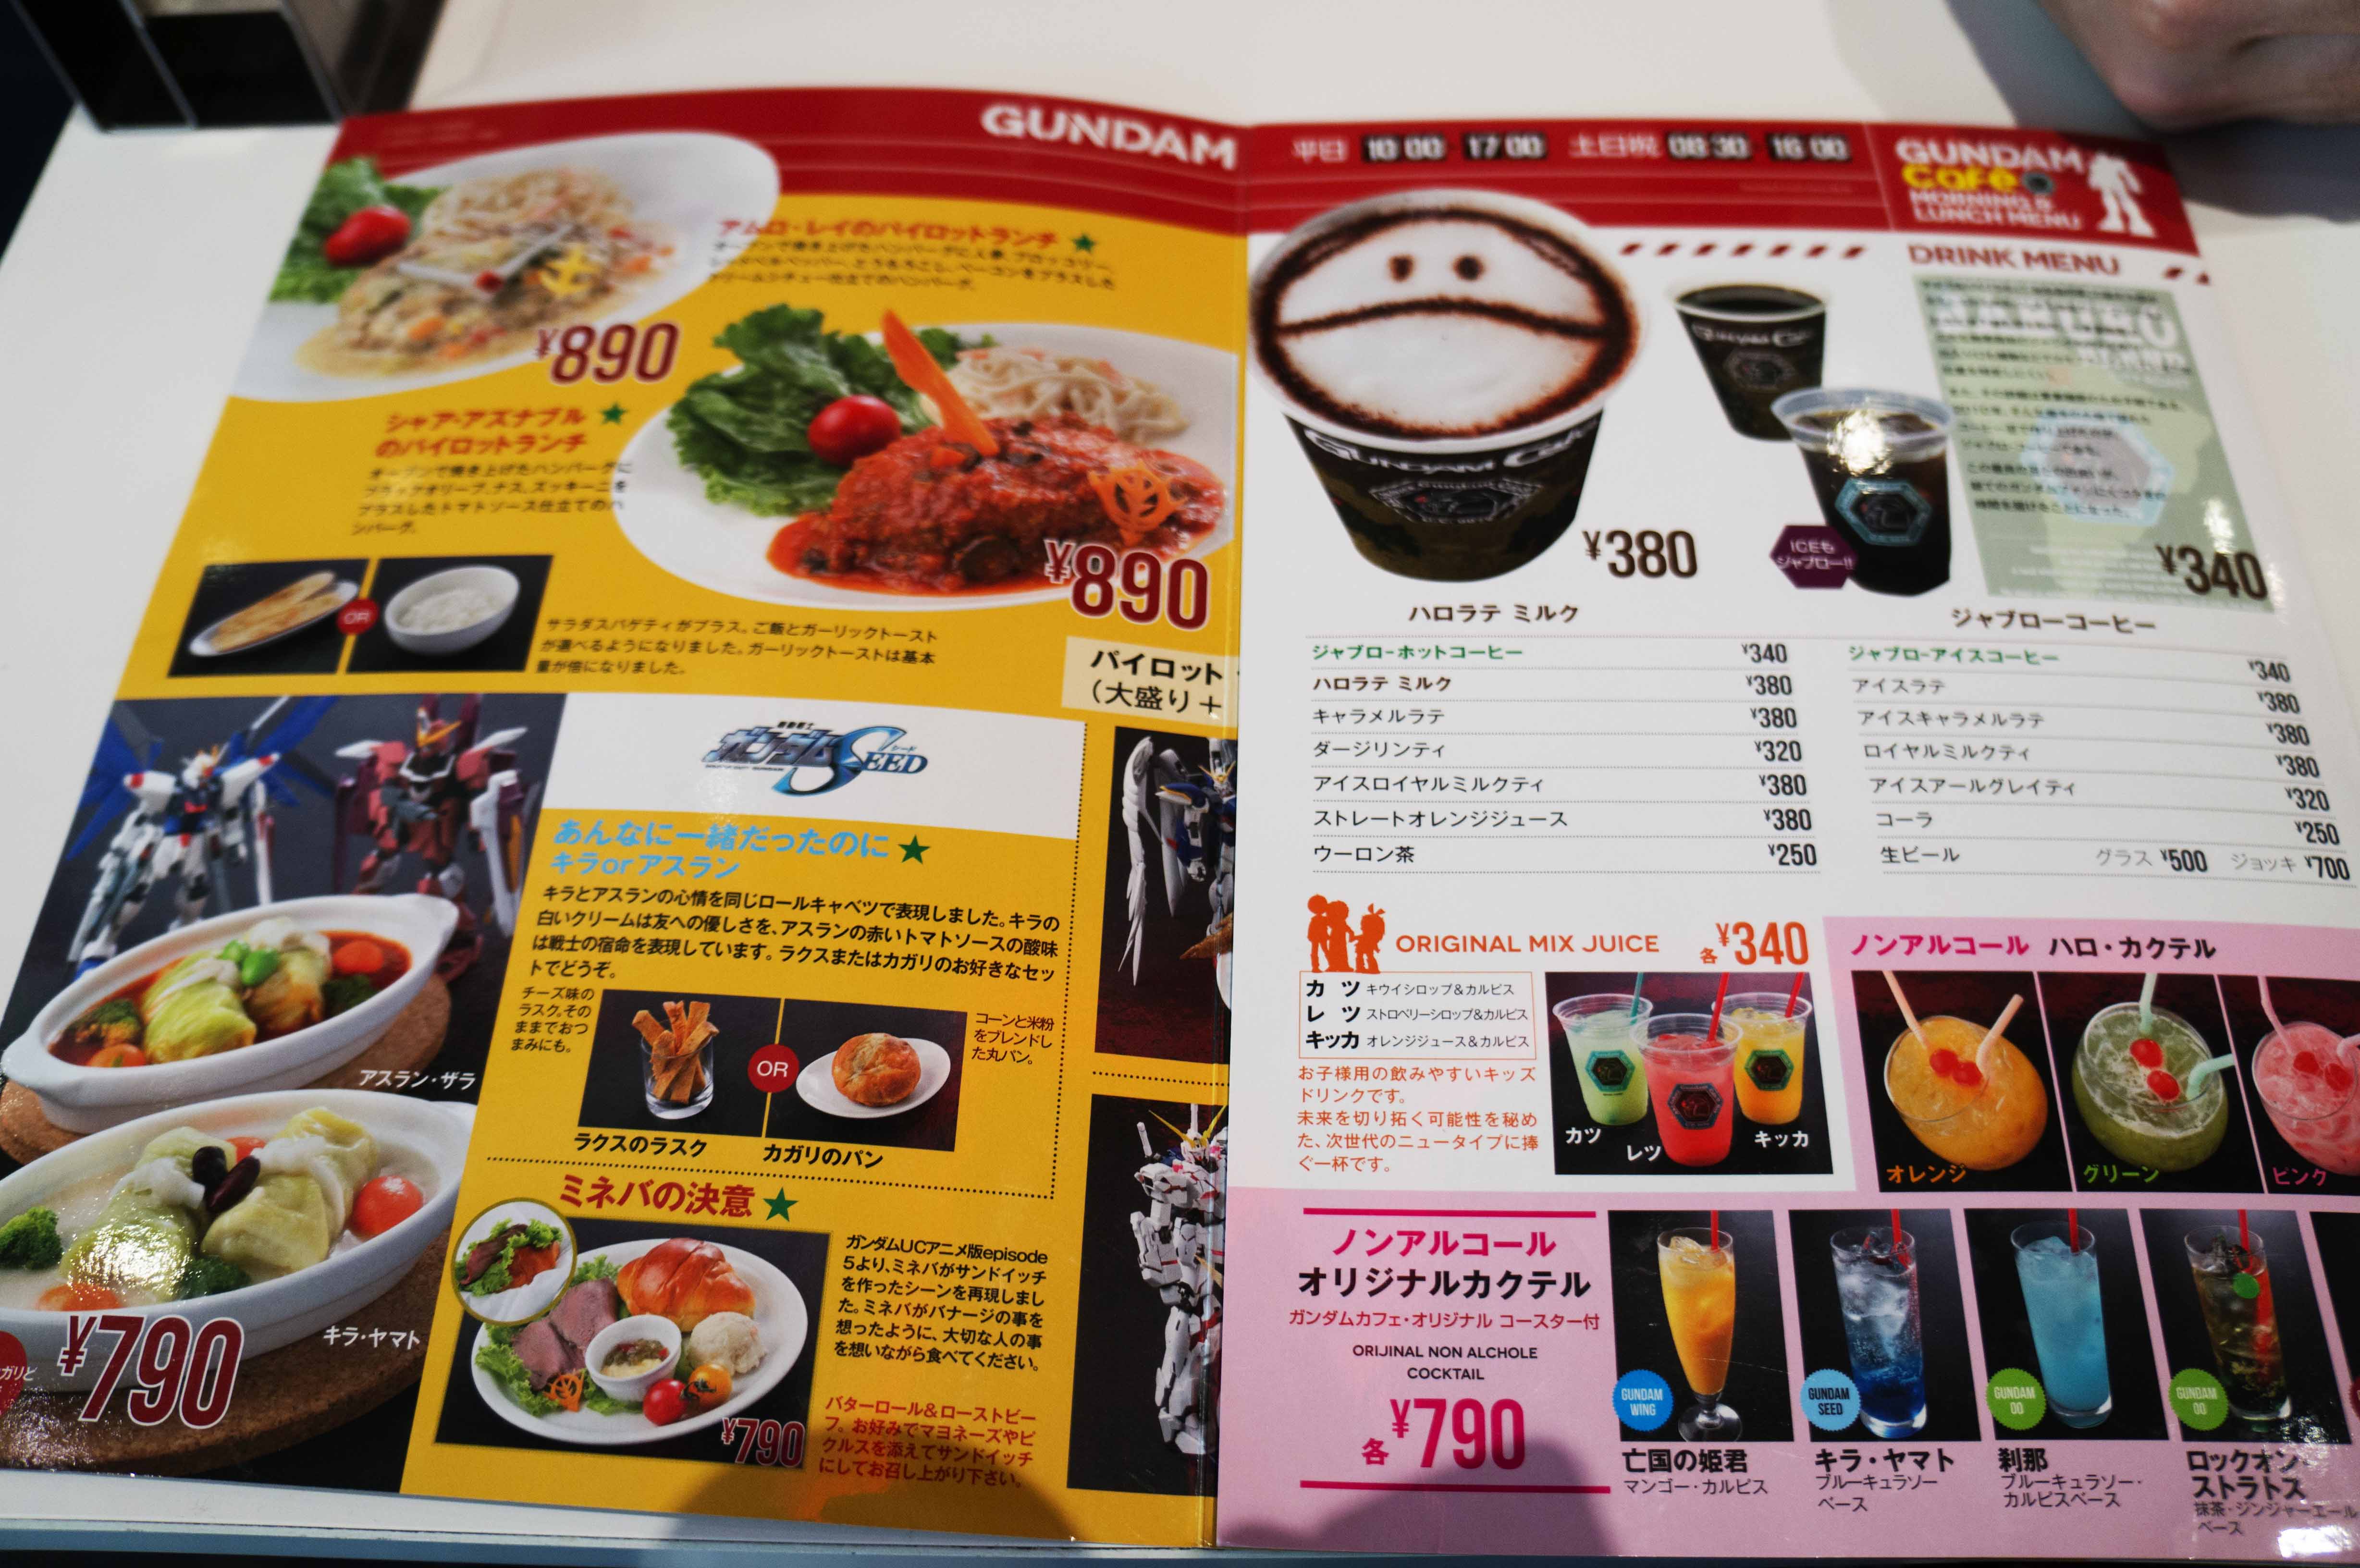 GUNDAM
アムロ・レイのパイロットランチ ★
オーブンで焼き上げたハンバーグに人参、ブロッコリー、
¥890
シャア・アズナブル ★
のパイロットランチ
オーブンで焼き上げたハンバーグに
ブラックオリーブ、ナス、ズッキーニを
プラスしたトマトソース仕立てのハ
ンバーグ。
¥890
OR
サラダスパゲティがプラス。ご飯とガーリックトースト
が選べるようになりました。ガーリックトーストは基本
量が倍になりました。
パイロット
(大盛り+
機動戦士
ガンダムSEED
シード
あんなに一緒だったのに ★
キラorアスラン
キラとアスランの心情を同じロールキャベツで表現しました。キラの
白いクリームは友への優しさを、アスランの赤いトマトソースの酸味
は戦士の宿命を表現しています。ラクスまたはカガリのお好きなセッ
トでどうぞ。
チーズ味の
ラスク。その
ままでおつ
まみにも。
OR
コーンと米粉
をブレンドし
た丸パン。
ラクスのラスク
カガリのパン
アスラン・ザラ
キラ・ヤマト
¥790
ガリと
ミネバの決意 ★
ガンダムUCアニメ版episode
5より、ミネバがサンドイッチ
を作ったシーンを再現しまし
た。ミネバがバナージの事を
想ったように、大切な人の事
を想いながら食べてください。
バターロール&ローストビー
フ。お好みでマヨネーズやピ
クルスを添えてサンドイッチ
にしてお召し上がり下さい。
¥790
平日 10:00 17:00 土日祝 08:30 16:00
GUNDAM
Café
MORNING &
LUNCH MENU
DRINK MENU
GUNDAM Café
¥380
ICEも
ジャブロー!!
¥340
ハロラテ ミルク
ジャブローコーヒー
ジャブロ-ホットコーヒー ¥340
ハロラテ ミルク ¥380
キャラメルラテ ¥380
ダージリンティ ¥320
アイスロイヤルミルクティ ¥380
ストレートオレンジジュース ¥380
ウーロン茶 ¥250
ジャブロ-アイスコーヒー ¥340
アイスラテ ¥380
アイスキャラメルラテ ¥380
ロイヤルミルクティ ¥380
アイスアールグレイティ ¥320
コーラ ¥250
生ビール グラス ¥500 ジョッキ ¥700
ORIGINAL MIX JUICE 各¥340
カツ キウイシロップ&カルピス
レツ ストロベリーシロップ&カルピス
キッカ オレンジジュース&カルピス
お子様用の飲みやすいキッズ
ドリンクです。
未来を切り拓く可能性を秘め
た、次世代のニュータイプに捧
ぐ一杯です。
カツ
レツ
キッカ
ノンアルコール ハロ・カクテル
オレンジ
グリーン
ピンク
ノンアルコール
オリジナルカクテル
ガンダムカフェ・オリジナル コースター付
ORIJINAL NON ALCHOLE
COCKTAIL
各¥790
GUNDAM
WING
亡国の姫君
マンゴー・カルピス
GUNDAM
SEED
キラ・ヤマト
ブルーキュラソー
ベース
GUNDAM
00
刹那
ブルーキュラソー・
カルピスベース
GUNDAM
00
ロックオン・
ストラトス
抹茶・ジンジャーエール
ベース